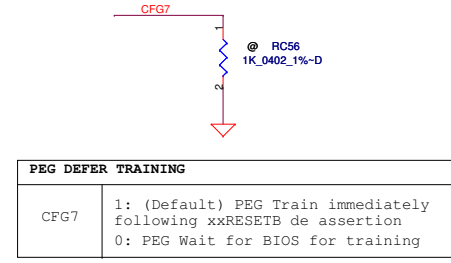 CFG7
1
@ RC56
1K_0402_1%~D
2
PEG DEFER TRAINING
CFG7
1: (Default) PEG Train immediately
following xxRESETB de assertion
0: PEG Wait for BIOS for training